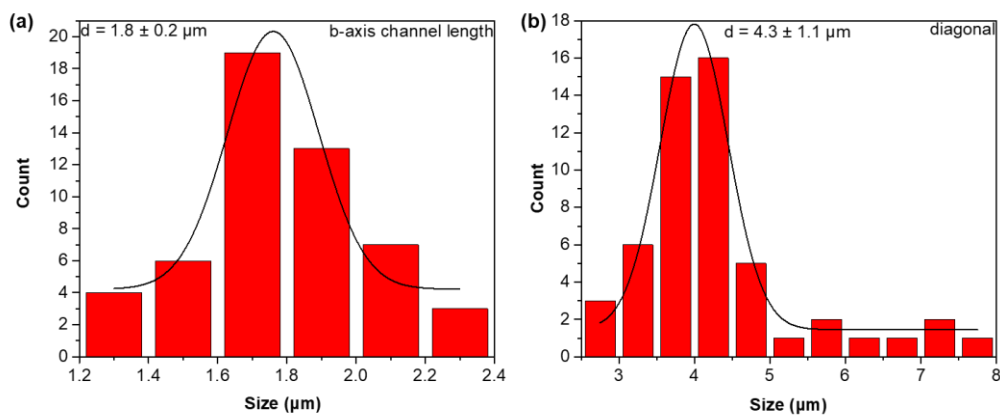 (a)
d = 1.8 ± 0.2 µm
b-axis channel length
20
18
16
14
12
10
8
6
4
2
0
Count
1.2 1.4 1.6 1.8 2.0 2.2 2.4
Size (µm)
(b)
d = 4.3 ± 1.1 µm
diagonal
18
16
14
12
10
8
6
4
2
0
Count
3 4 5 6 7 8
Size (µm)